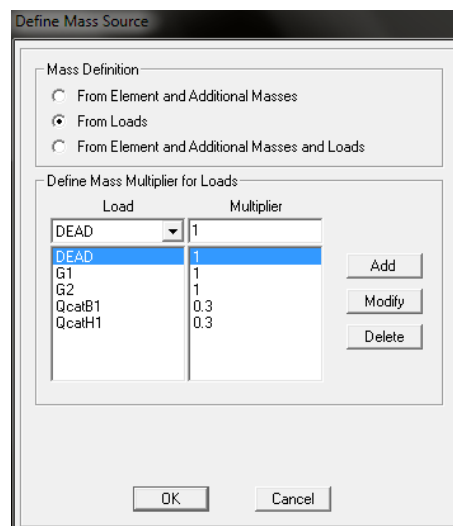 Define Mass Source
Mass Definition
From Element and Additional Masses
From Loads
From Element and Additional Masses and Loads
Define Mass Multiplier for Loads
Load Multiplier
DEAD 1
DEAD 1
G1 1
G2 1
QcatB1 0.3
QcatH1 0.3
Add
Modify
Delete
OK Cancel